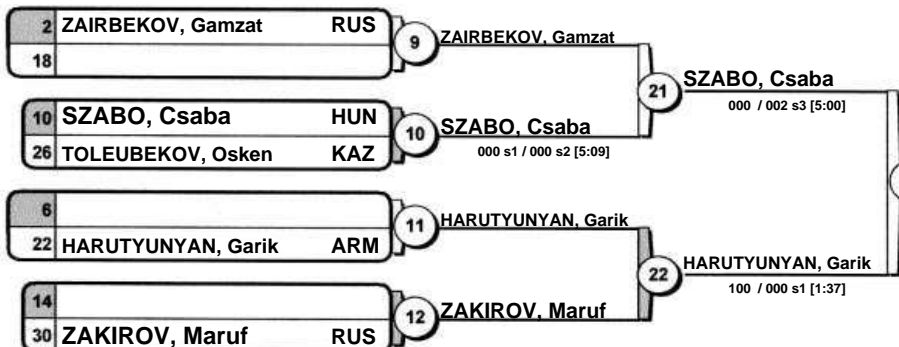 2 ZAIRBEKOV, Gamzat RUS
18
9
ZAIRBEKOV, Gamzat
10 SZABO, Csaba HUN
26 TOLEUBEKOV, Osken KAZ
10
SZABO, Csaba
000 s1 / 000 s2 [5:09]
21
SZABO, Csaba
000 / 002 s3 [5:00]
6
22 HARUTYUNYAN, Garik ARM
11
HARUTYUNYAN, Garik
14
30 ZAKIROV, Maruf RUS
12
ZAKIROV, Maruf
22
HARUTYUNYAN, Garik
100 / 000 s1 [1:37]